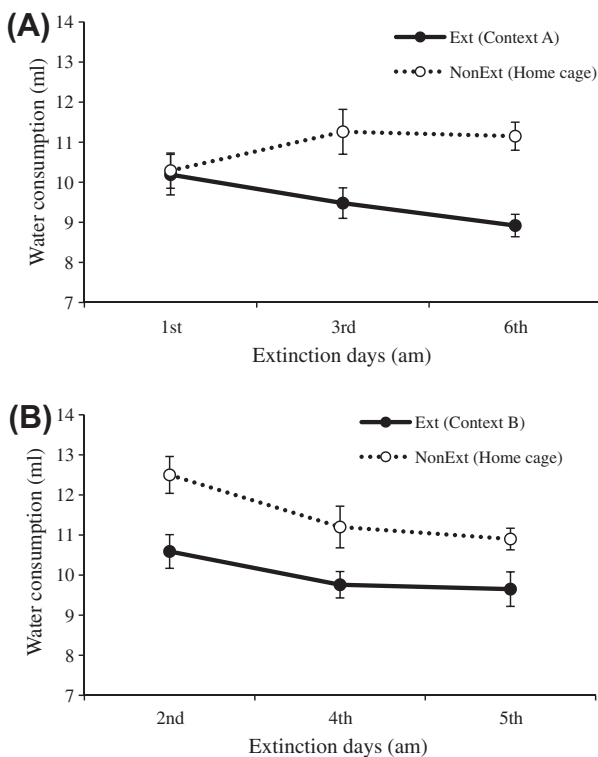 (A)
14
13
12
11
10
9
8
7
Water consumption (ml)
Ext (Context A)
NonExt (Home cage)
1st 3rd 6th
Extinction days (am)
(B)
14
13
12
11
10
9
8
7
Water consumption (ml)
Ext (Context B)
NonExt (Home cage)
2nd 4th 5th
Extinction days (am)